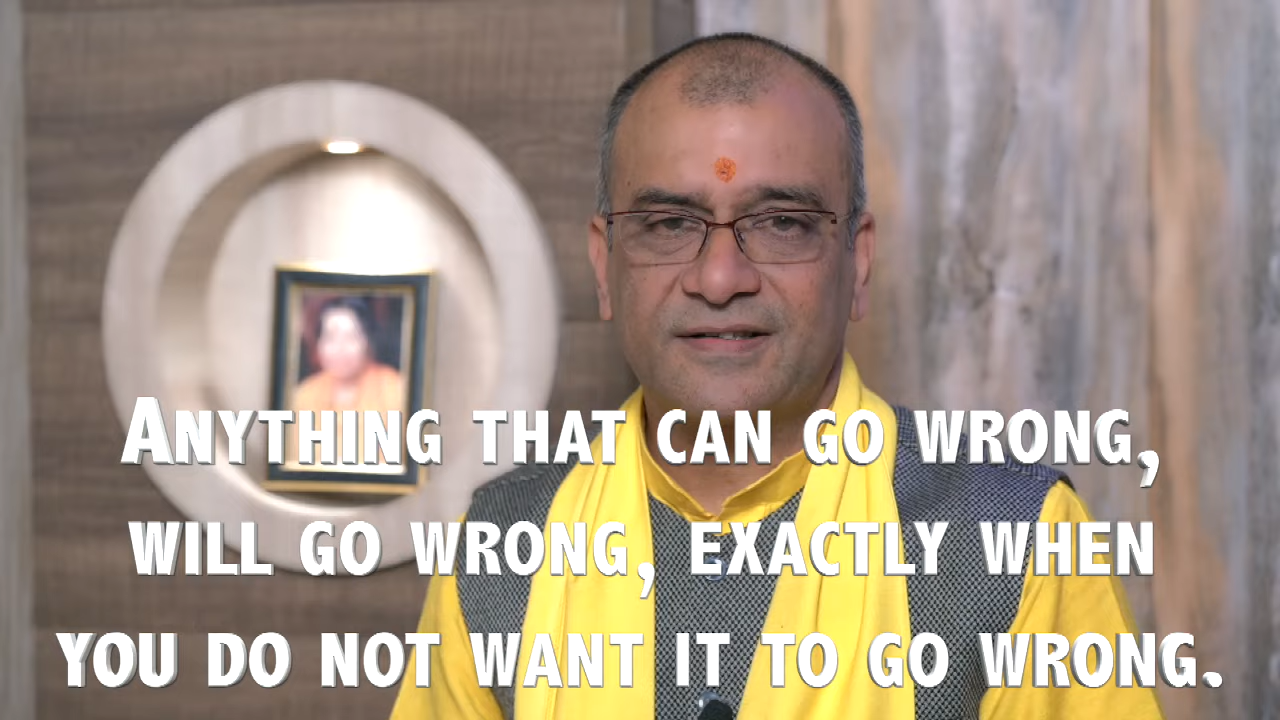 Anything that can go wrong,
will go wrong, exactly when
you do not want it to go wrong.